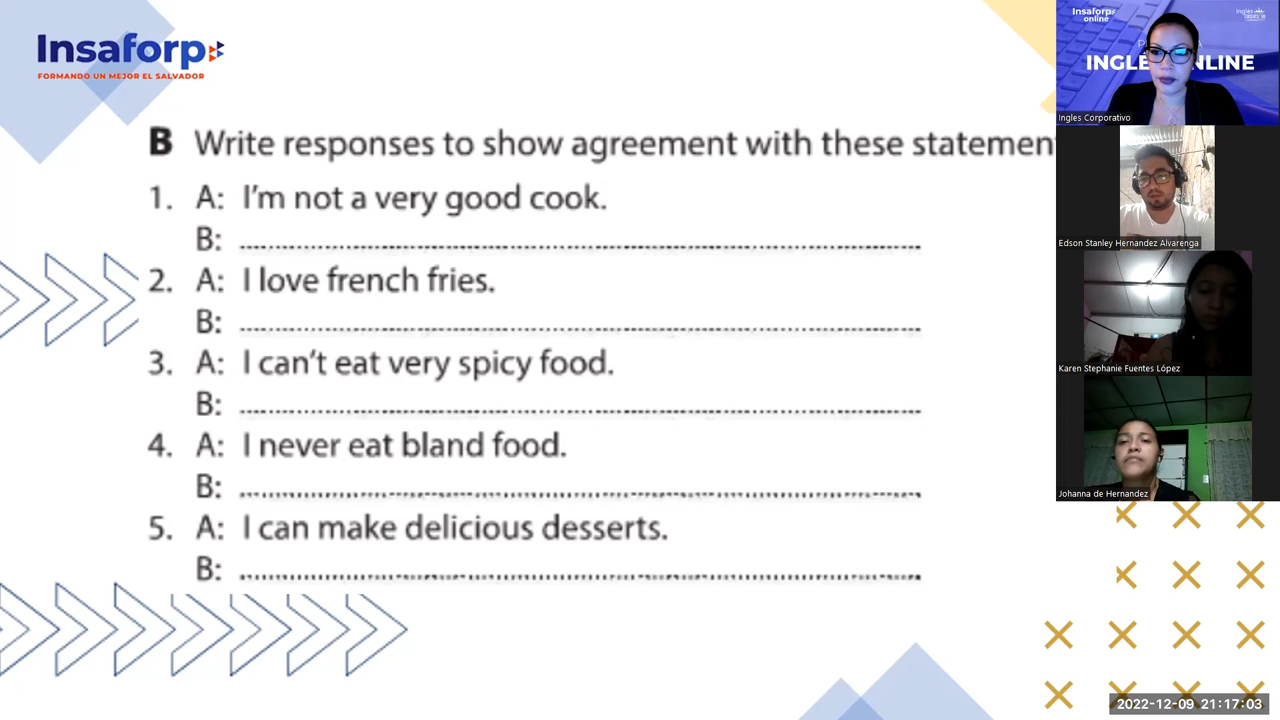 Insaforp
FORMANDO UN MEJOR EL SALVADOR
B Write responses to show agreement with these statemen
1. A: I'm not a very good cook.
B:
2. A: I love french fries.
B:
3. A: I can't eat very spicy food.
B:
4. A: I never eat bland food.
B:
5. A: I can make delicious desserts.
B:
Insaforp
online
Inglés
INGLÉ NLINE
Ingles Corporativo
Edson Stanley Hernandez Alvarenga
Karen Stephanie Fuentes López
Johanna de Hernandez
2022-12-09 21:17:03